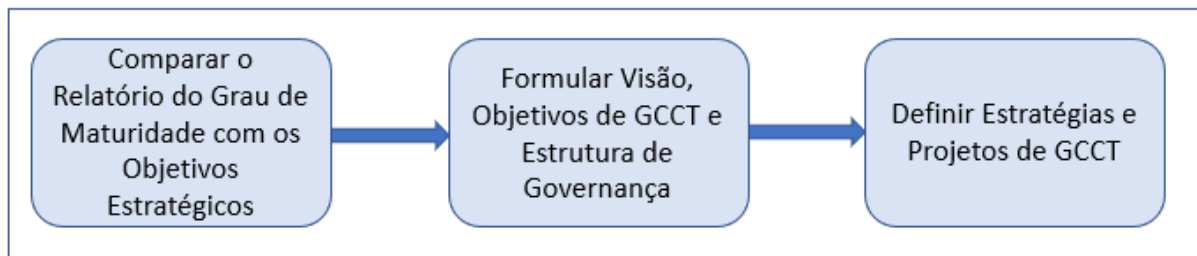 Comparar o
Relatório do Grau de
Maturidade com os
Objetivos
Estratégicos
Formular Visão,
Objetivos de GCCT e
Estrutura de
Governança
Definir Estratégias e
Projetos de GCCT